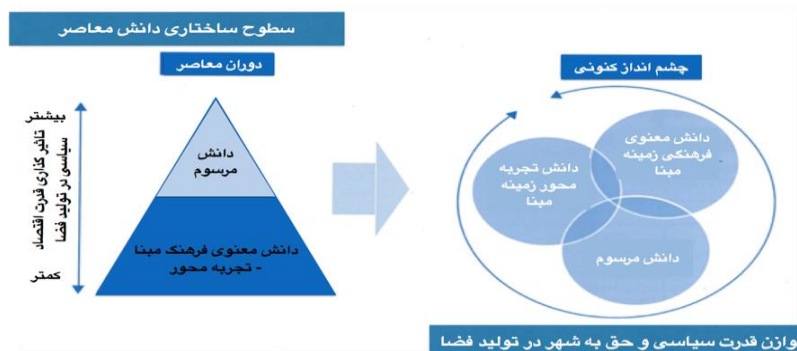 سطوح ساختاری دانش معاصر
دوران معاصر
بیشتر
تاثیر گذاری قدرت اقتصاد
سیاسی در تولید فضا
کمتر
دانش
مرسوم
دانش معنوی فرهنگ مبنا
- تجربه محور
چشم انداز کنونی
دانش معنوی
فرهنگی زمینه
مبنا
دانش تجربه
محور زمینه
مبنا
دانش مرسوم
وازن قدرت سیاسی و حق به شهر در تولید فضا